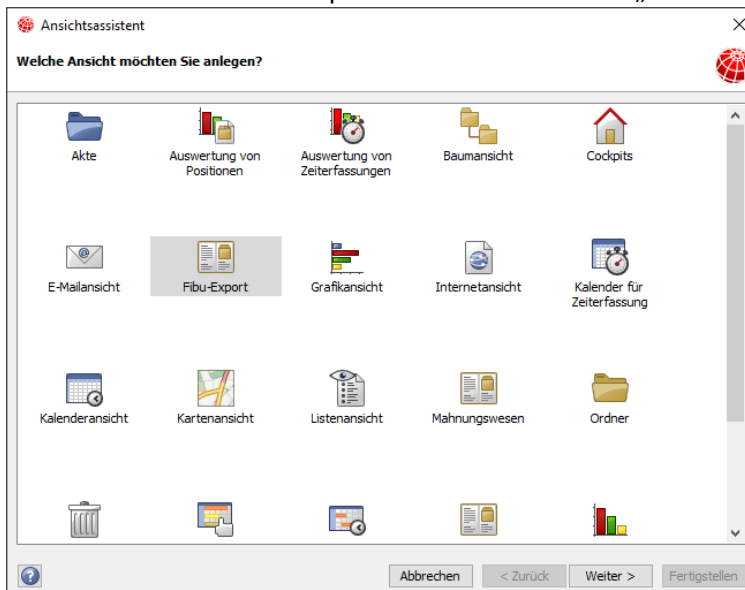 Ansichtsassistent
Welche Ansicht möchten Sie anlegen?
Akte
Auswertung von
Positionen
Auswertung von
Zeiterfassungen
Baumansicht
Cockpits
E-Mailansicht
Fibu-Export
Grafikansicht
Internetansicht
Kalender für
Zeiterfassung
Kalenderansicht
Kartenansicht
Listenansicht
Mahnungswesen
Ordner
Abbrechen
< Zurück
Weiter >
Fertigstellen